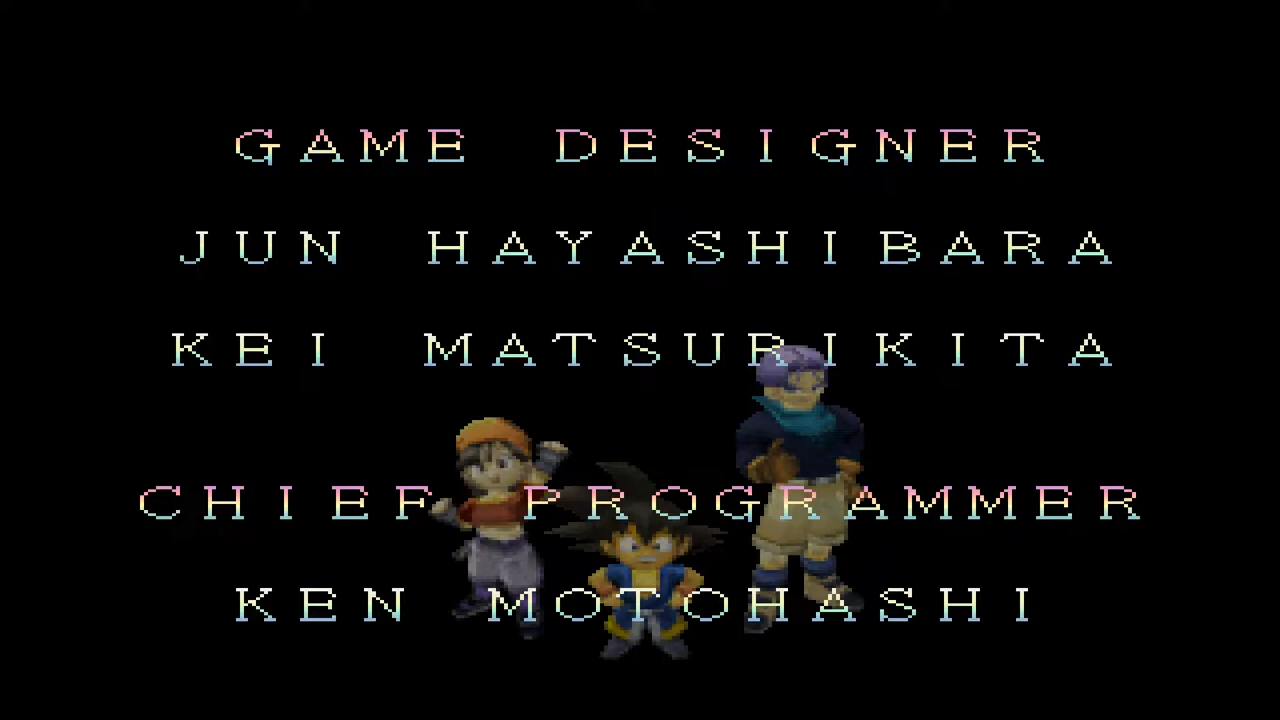 GAME DESIGNER
JUN HAYASHIBARA
KEI MATSURIKITA
CHIEF PROGRAMMER
KEN MOTOHASHI